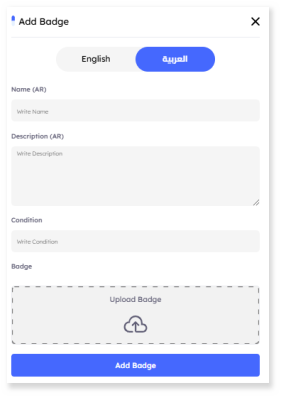 Add Badge
English
العربية
Name (AR)
Write Name
Description (AR)
Write Description
Condition
Write Condition
Badge
Upload Badge
Add Badge